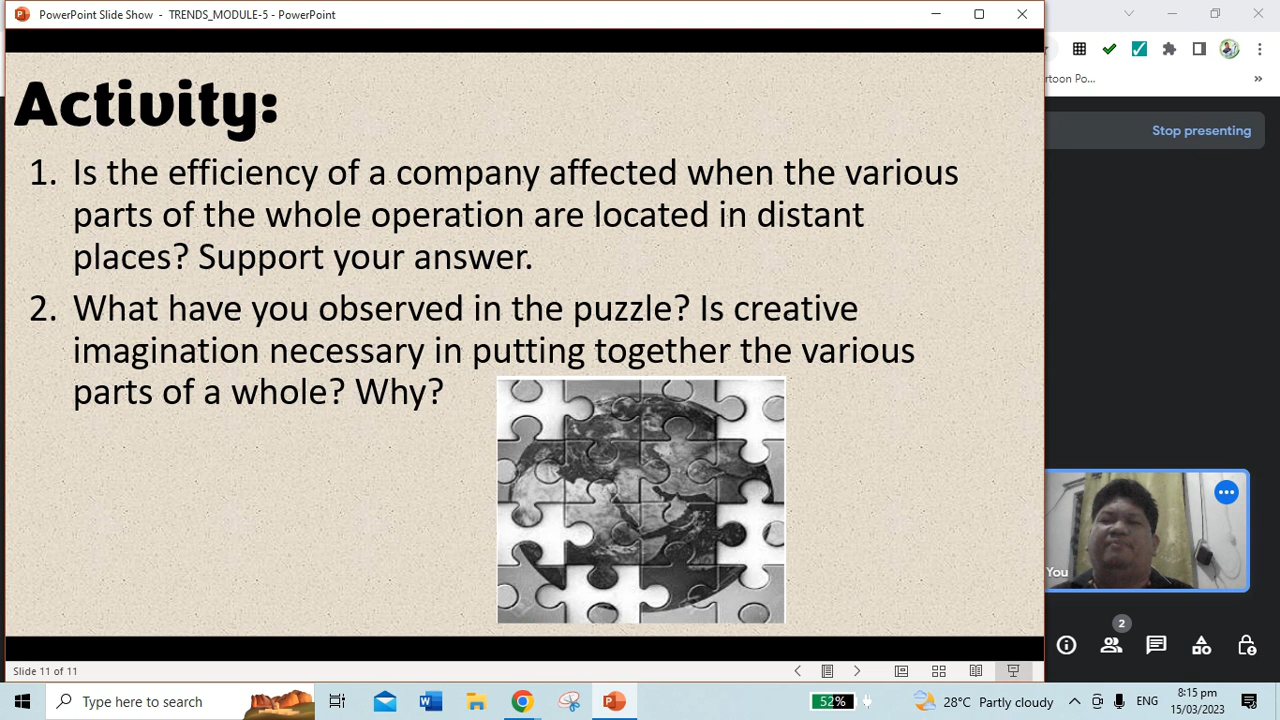 PowerPoint Slide Show - TRENDS_MODULE-5 - PowerPoint
Activity:
1. Is the efficiency of a company affected when the various
parts of the whole operation are located in distant
places? Support your answer.
2. What have you observed in the puzzle? Is creative
imagination necessary in putting together the various
parts of a whole? Why?
rtoon Po...
»
Stop presenting
You
2
Slide 11 of 11
Type here to search
52%
28°C Partly cloudy
ENG
8:15 pm
15/03/2023